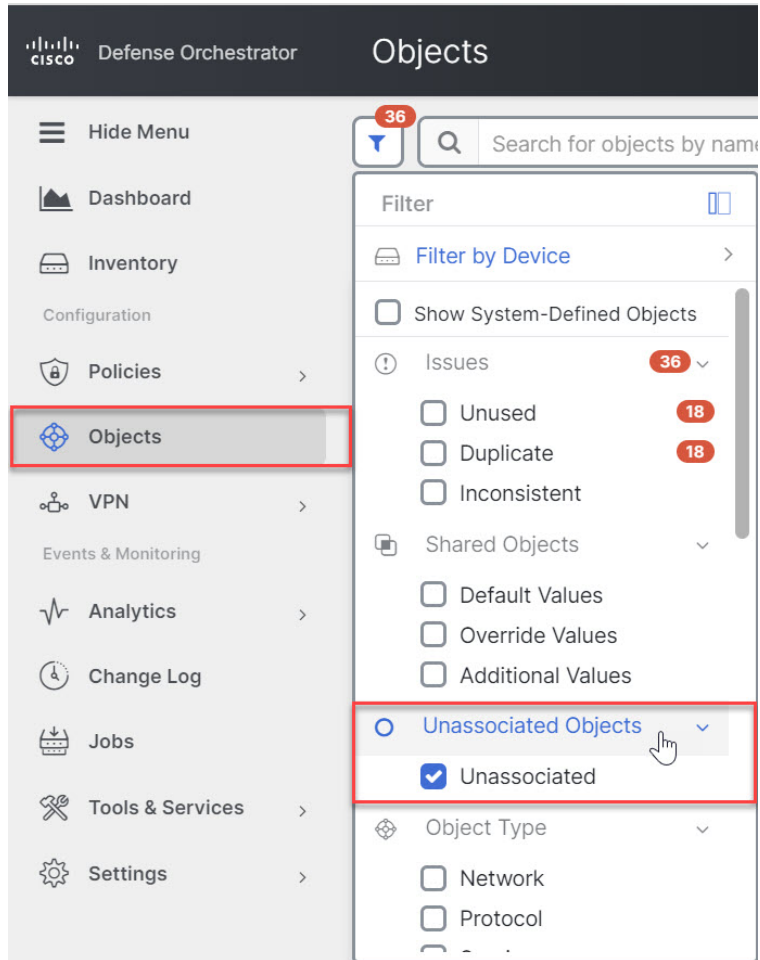 cisco Defense Orchestrator
Objects
Hide Menu
Dashboard
Inventory
Configuration
Policies
Objects
VPN
Events & Monitoring
Analytics
Change Log
Jobs
Tools & Services
Settings
36
Search for objects by name
Filter
Filter by Device
Show System-Defined Objects
Issues 36
Unused 18
Duplicate 18
Inconsistent
Shared Objects
Default Values
Override Values
Additional Values
Unassociated Objects
Unassociated
Object Type
Network
Protocol